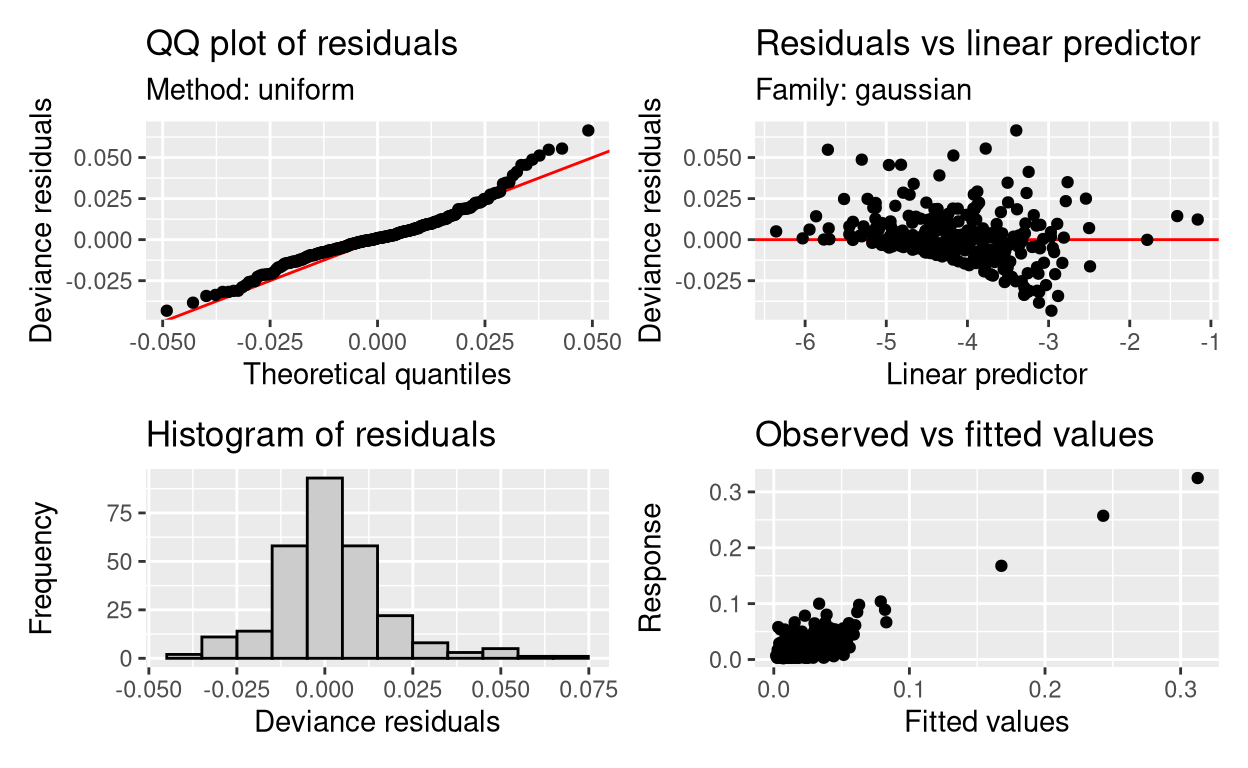 QQ plot of residuals
Method: uniform
Deviance residuals
0.050
0.025
0.000
-0.025
-0.050 -0.025 0.000 0.025 0.050
Theoretical quantiles
Residuals vs linear predictor
Family: gaussian
Deviance residuals
0.050
0.025
0.000
-0.025
-6 -5 -4 -3 -2 -1
Linear predictor
Histogram of residuals
Frequency
75
50
25
0
-0.050 -0.025 0.000 0.025 0.050 0.075
Deviance residuals
Observed vs fitted values
Response
0.3
0.2
0.1
0.0
0.0 0.1 0.2 0.3
Fitted values